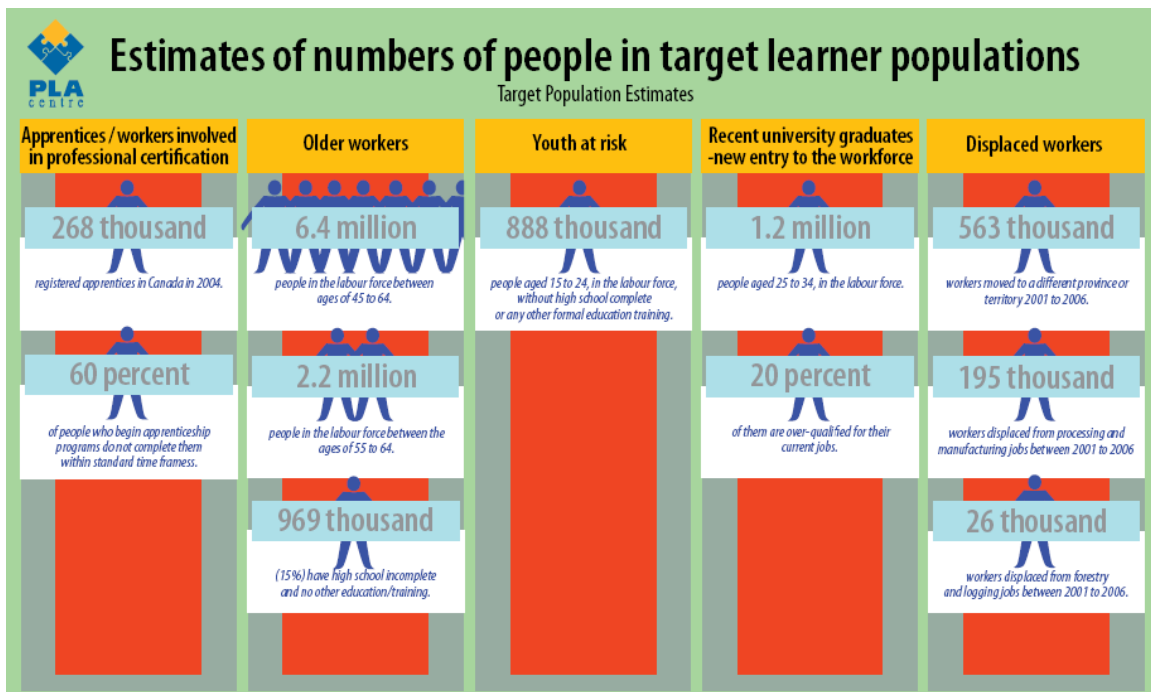 PLA
centre
Estimates of numbers of people in target learner populations
Target Population Estimates
Apprentices / workers involved
in professional certification
268 thousand
registered apprentices in Canada in 2004.
60 percent
of people who begin apprenticeship
programs do not complete them
within standard time framess.
Older workers
6.4 million
people in the labour force between
ages of 45 to 64.
2.2 million
people in the labour force between the
ages of 55 to 64.
969 thousand
(15%) have high school incomplete
and no other education/training.
Youth at risk
888 thousand
people aged 15 to 24, in the labour force,
without high school complete
or any other formal education training.
Recent university graduates
-new entry to the workforce
1.2 million
people aged 25 to 34, in the labour force.
20 percent
of them are over-qualified for their
current jobs.
Displaced workers
563 thousand
workers moved to a different province or
territory 2001 to 2006.
195 thousand
workers displaced from processing and
manufacturing jobs between 2001 to 2006
26 thousand
workers displaced from forestry
and logging jobs between 2001 to 2006.